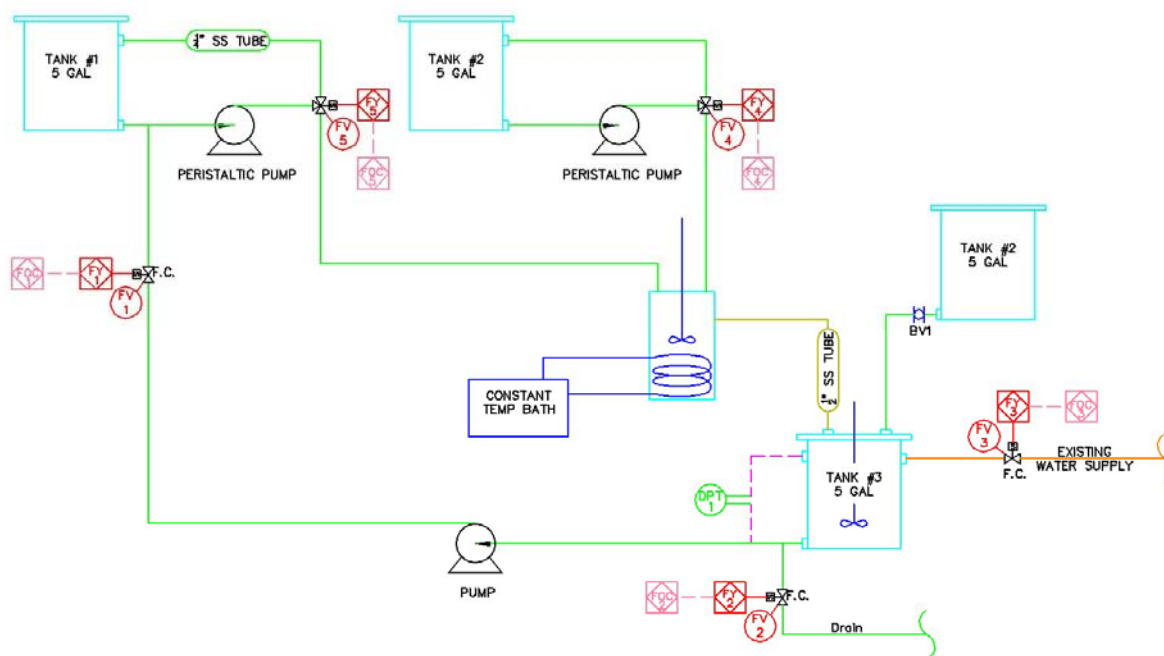 TANK #1
5 GAL
½" SS TUBE
TANK #2
5 GAL
FY
5
FV
5
FY
4
FV
4
FQC
5
FQC
4
PERISTALTIC PUMP
PERISTALTIC PUMP
TANK #2
5 GAL
FQC
1
FY
1
F.C.
FV
1
BV1
½" SS TUBE
CONSTANT
TEMP BATH
FY
3
FQC
3
FV
3
EXISTING
WATER SUPPLY
F.C.
TANK #3
5 GAL
DPT
1
PUMP
FQC
2
FY
2
F.C.
FV
2
Drain